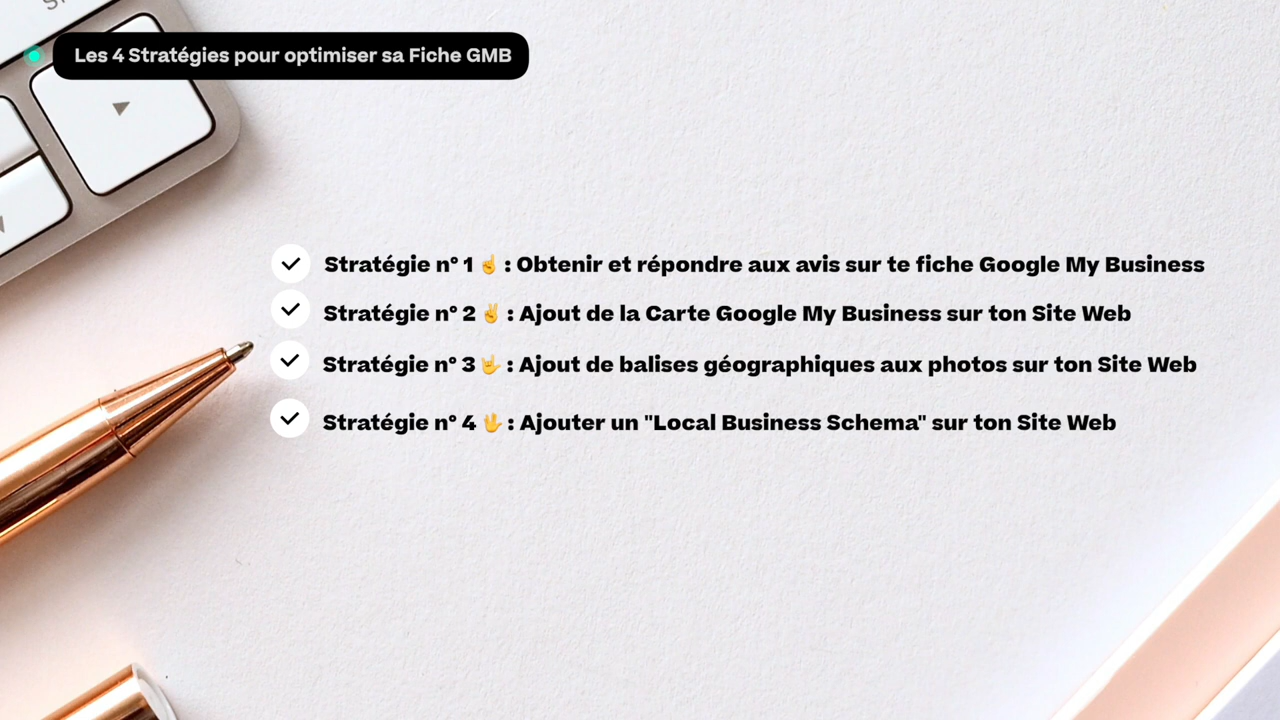 Les 4 Stratégies pour optimiser sa Fiche GMB
Stratégie n° 1 ☝️ : Obtenir et répondre aux avis sur te fiche Google My Business
Stratégie n° 2 ✌️ : Ajout de la Carte Google My Business sur ton Site Web
Stratégie n° 3 🤟 : Ajout de balises géographiques aux photos sur ton Site Web
Stratégie n° 4 🖖 : Ajouter un "Local Business Schema" sur ton Site Web